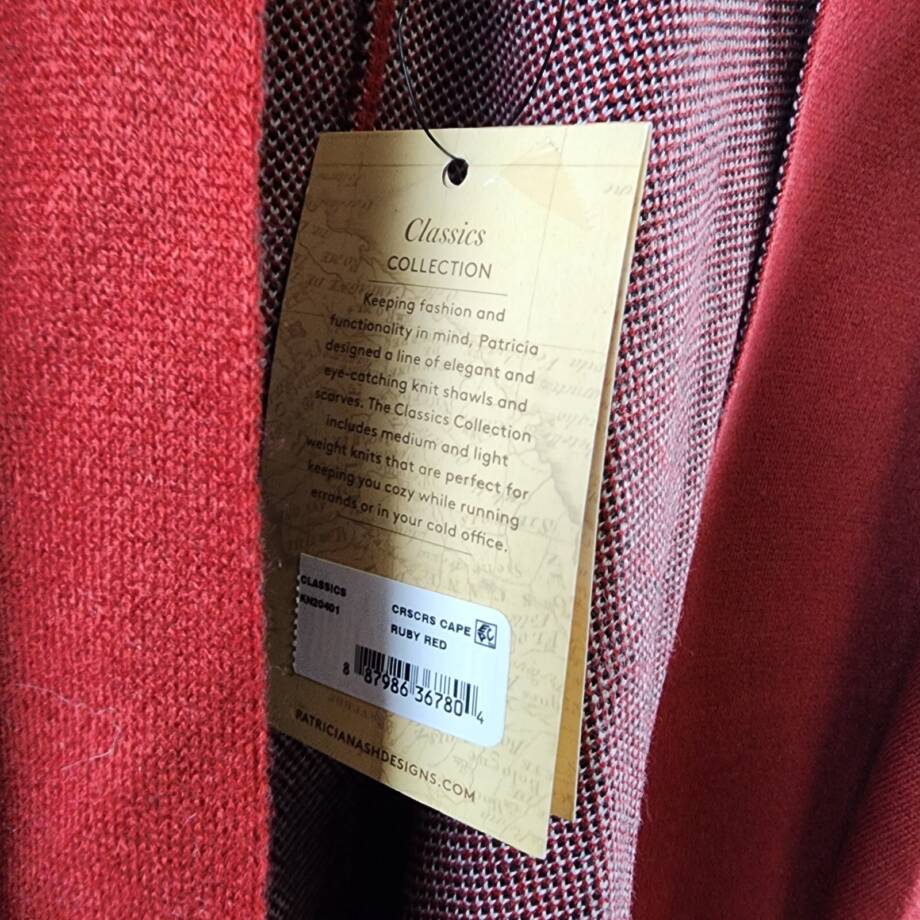 Classics
COLLECTION
Keeping fashion and
functionality in mind, Patricia
designed a line of elegant and
eye-catching knit shawls and
scarves. The Classics Collection
includes medium and light
weight knits that are perfect for
keeping you cozy while running
errands or in your cold office.
CLASSICS
KN20401
CRSCRS CAPE
RUBY RED
8 87986 36780 4
PATRICIANASHDESIGNS.COM